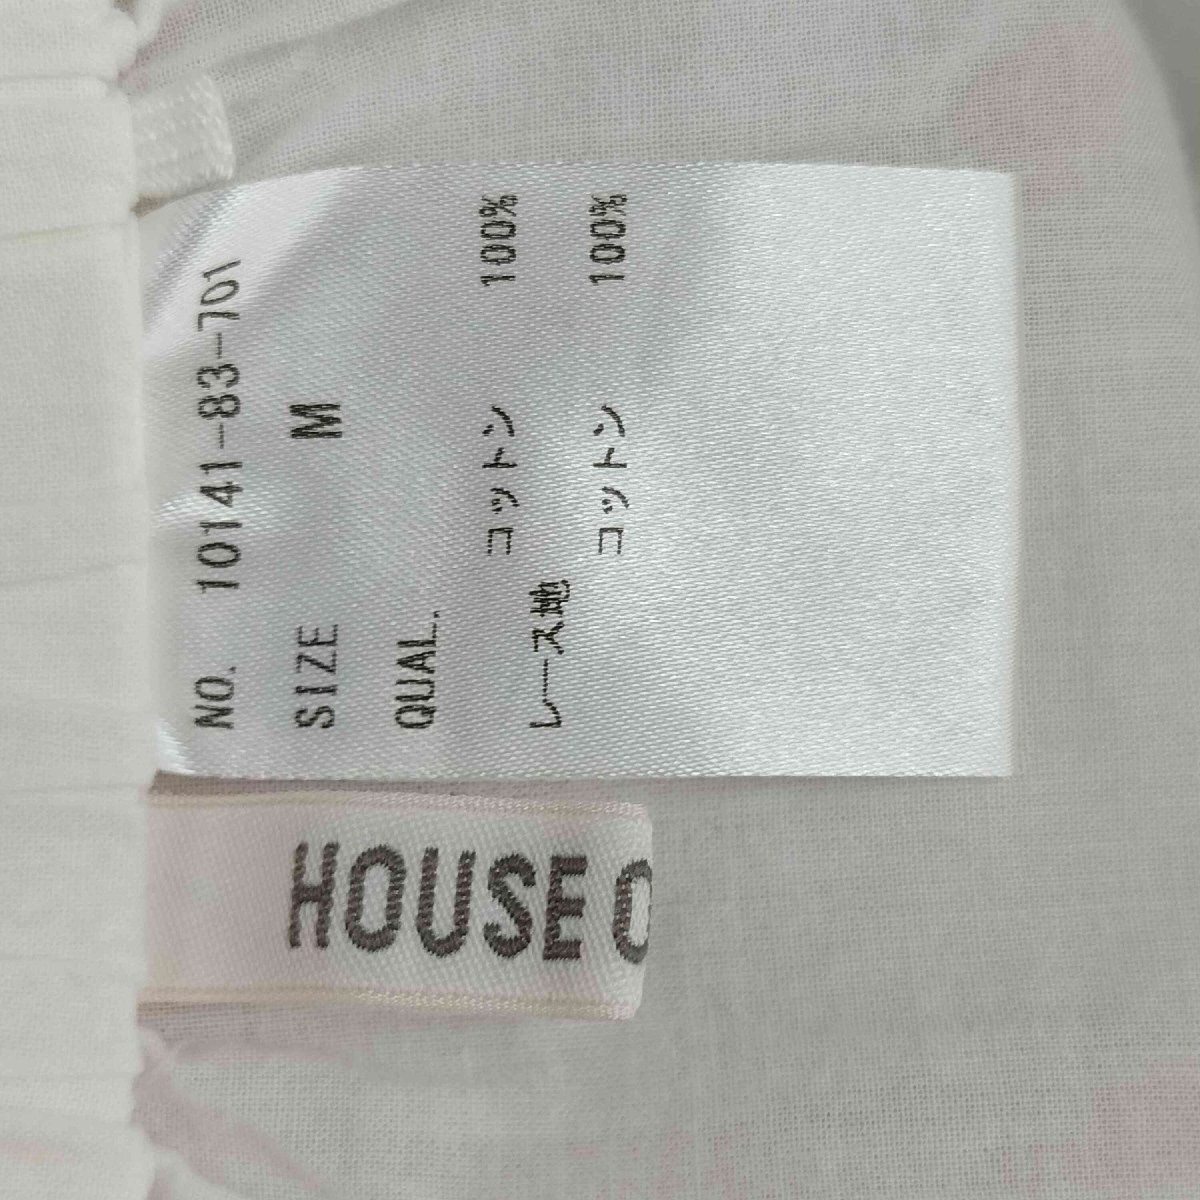 NO. 10141-83-701
SIZE M
QUAL.
コットン 100%
レース地
コットン 100%
HOUSE O